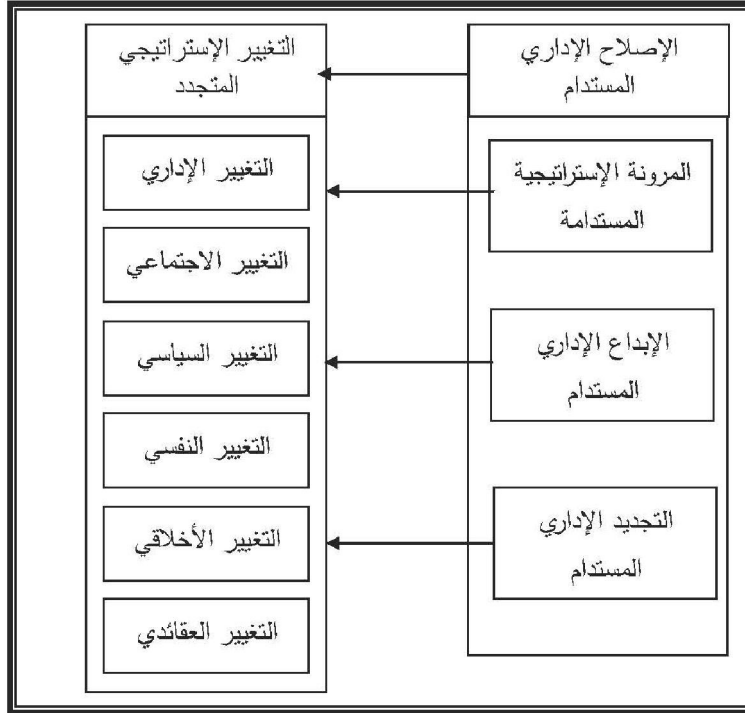 الإصلاح الإداري
المستدام
المرونة الإستراتيجية
المستدامة
الإبداع الإداري
المستدام
التجديد الإداري
المستدام
التغيير الإستراتيجي
المتجدد
التغيير الإداري
التغيير الاجتماعي
التغيير السياسي
التغيير النفسي
التغيير الأخلاقي
التغيير العقائدي